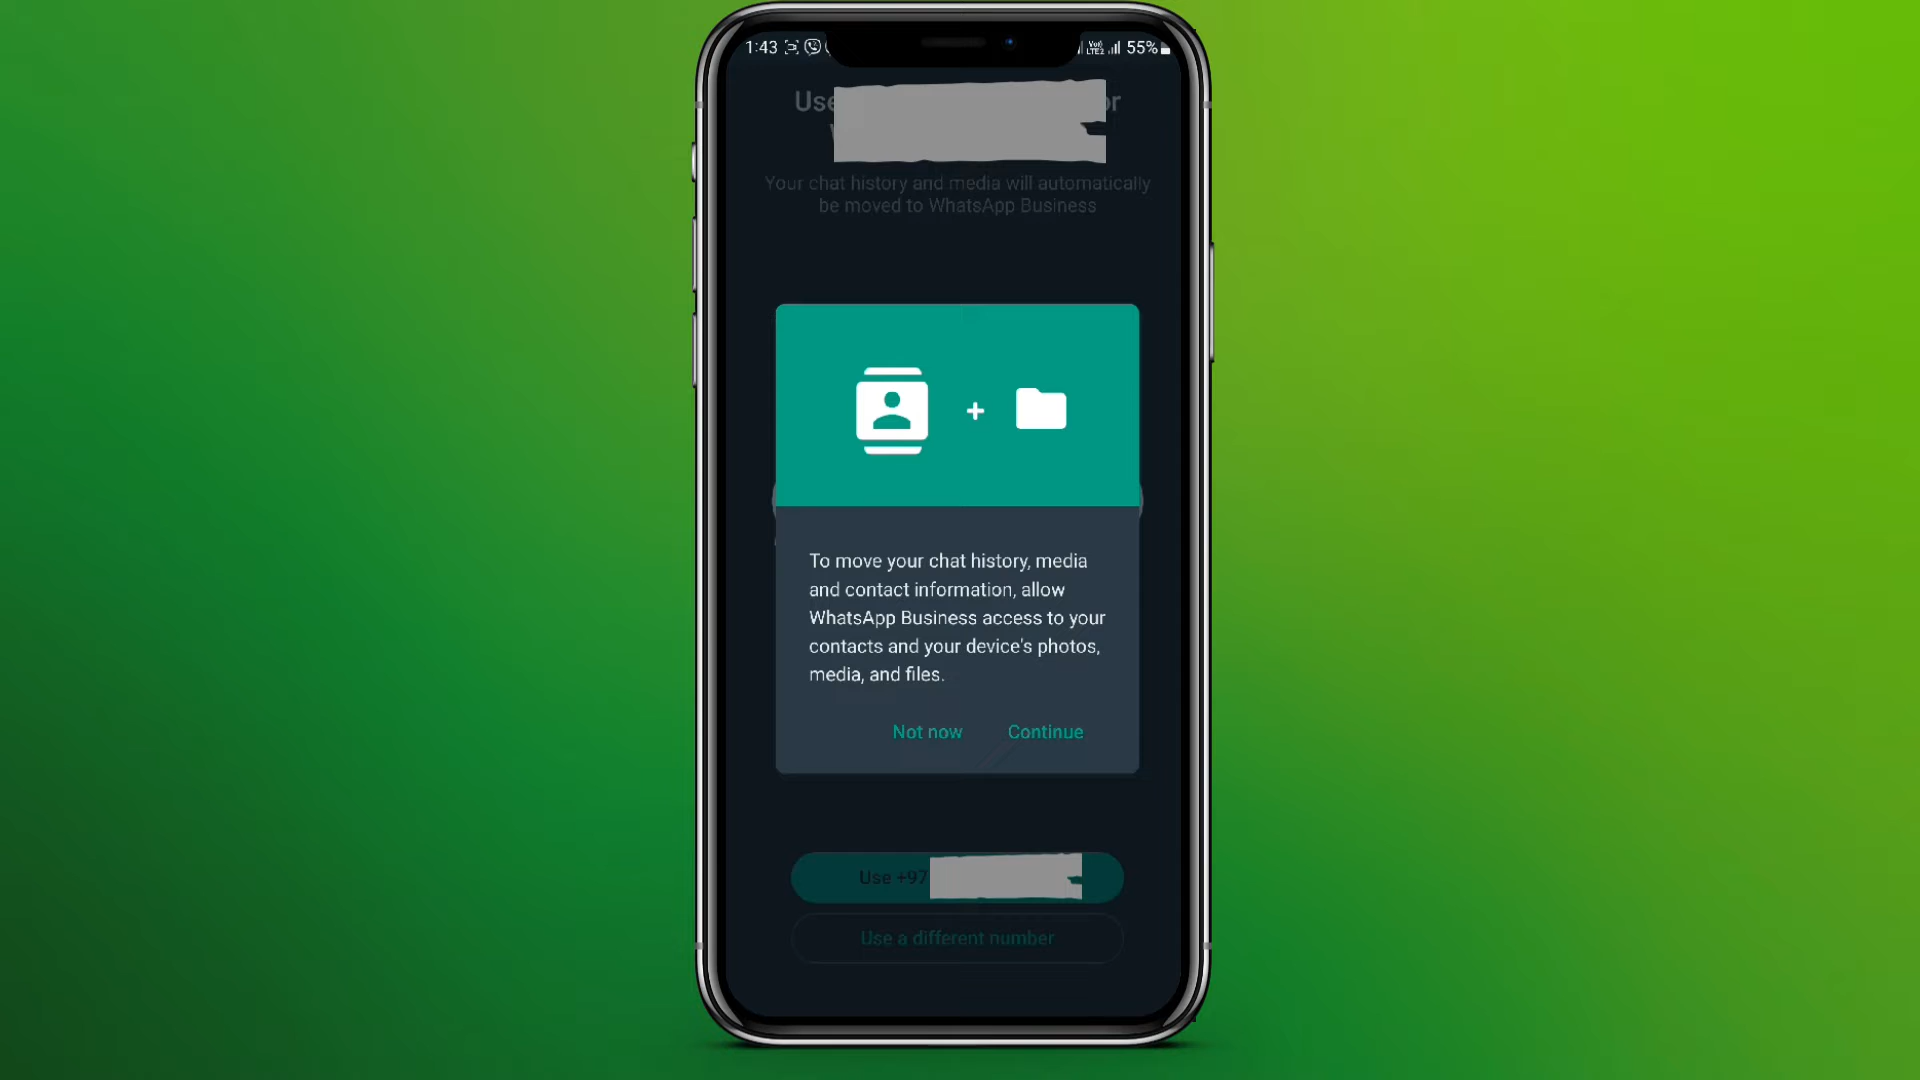 1:43
LTE2 55%
Use
Your chat history and media will automatically
be moved to WhatsApp Business
To move your chat history, media
and contact information, allow
WhatsApp Business access to your
contacts and your device's photos,
media, and files.
Not now Continue
Use +97
Use a different number